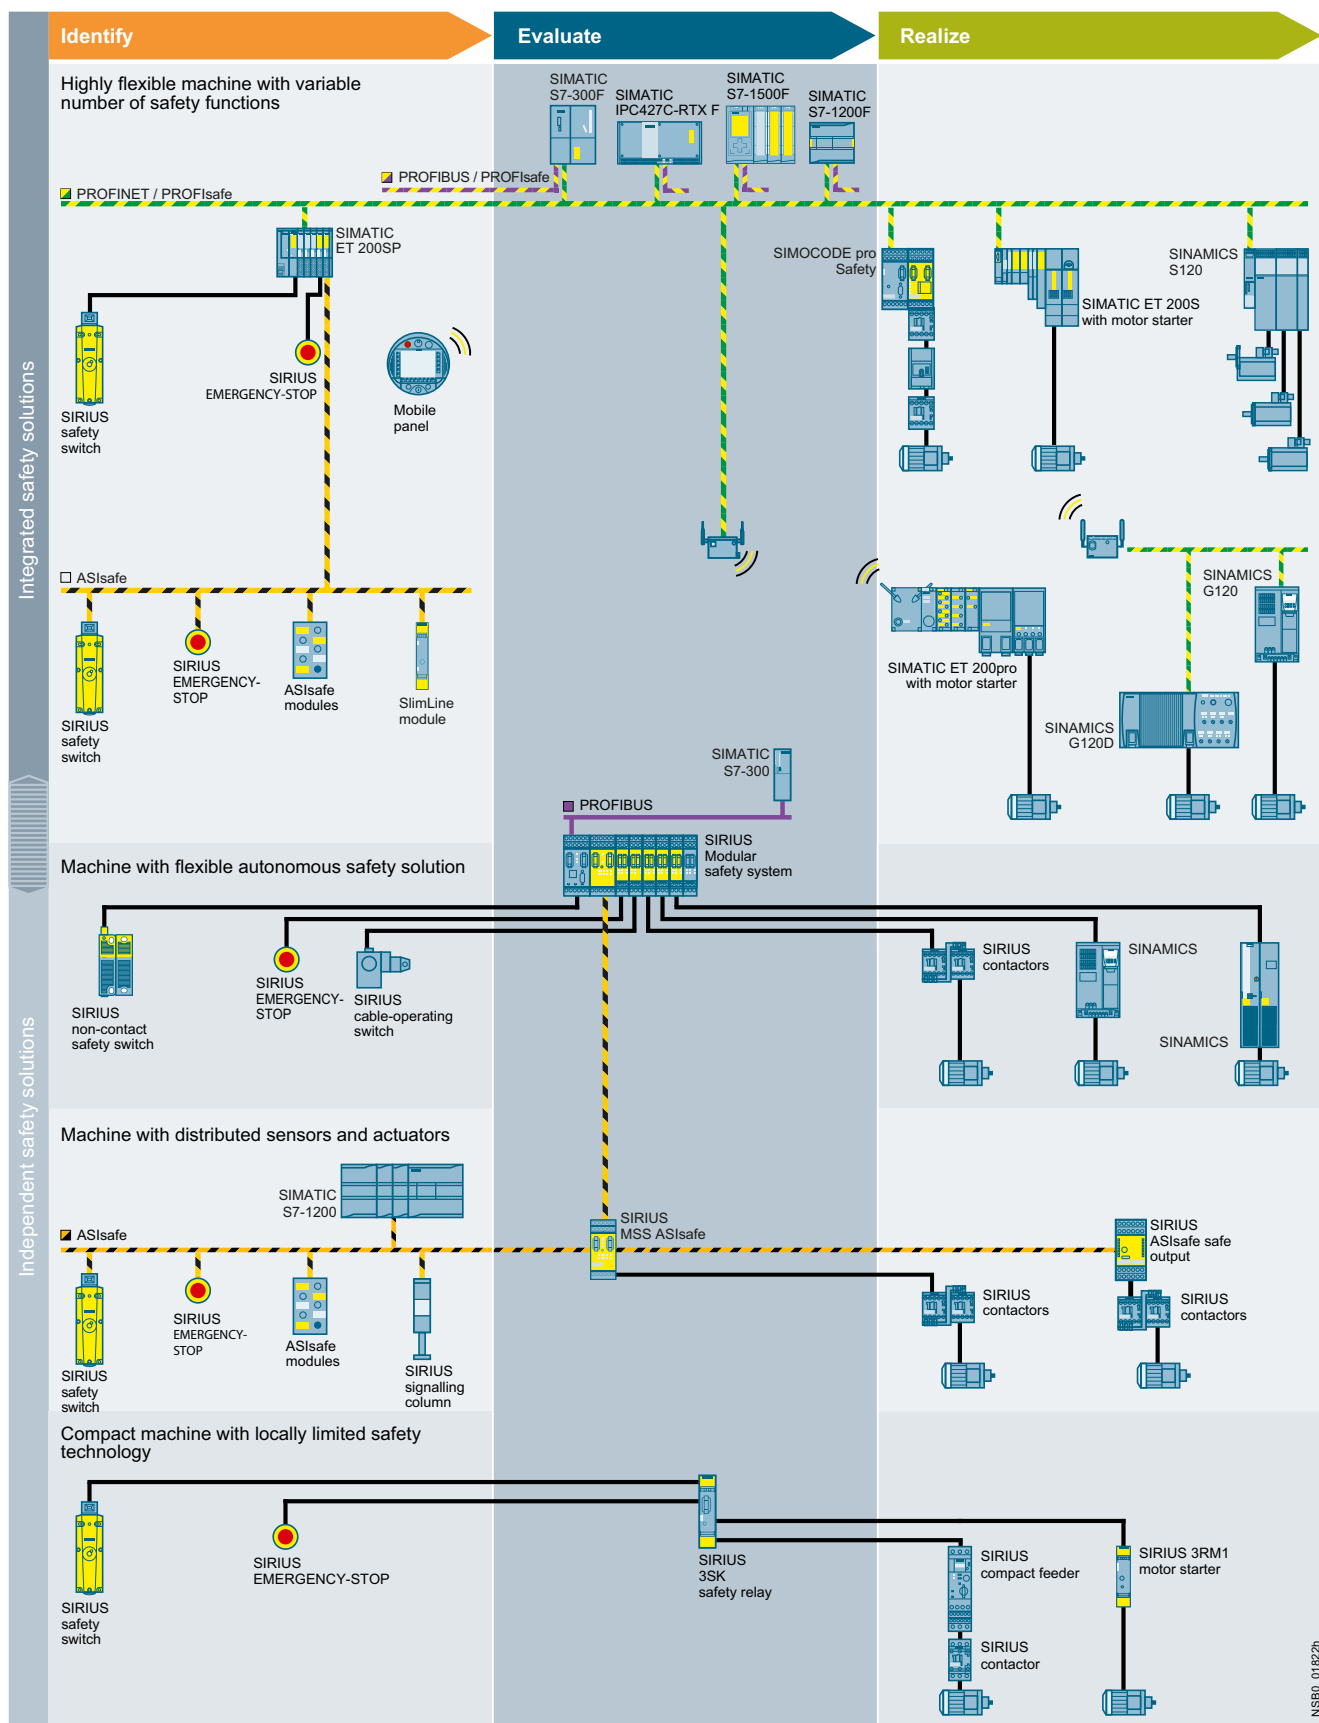 Identify
Evaluate
Realize
Integrated safety solutions
Independent safety solutions
Highly flexible machine with variable
number of safety functions
SIMATIC
S7-300F
SIMATIC
IPC427C-RTX F
SIMATIC
S7-1500F
SIMATIC
S7-1200F
PROFIBUS / PROFIsafe
PROFINET / PROFIsafe
SIMATIC
ET 200SP
SIRIUS
safety
switch
SIRIUS
EMERGENCY-STOP
Mobile
panel
SIMOCODE pro
Safety
SIMATIC ET 200S
with motor starter
SINAMICS
S120
ASIsafe
SIRIUS
safety
switch
SIRIUS
EMERGENCY-
STOP
ASIsafe
modules
SlimLine
module
SIMATIC ET 200pro
with motor starter
SINAMICS
G120
SINAMICS
G120D
SIMATIC
S7-300
PROFIBUS
SIRIUS
Modular
safety system
Machine with flexible autonomous safety solution
SIRIUS
non-contact
safety switch
SIRIUS
EMERGENCY-
STOP
SIRIUS
cable-operating
switch
SIRIUS
contactors
SINAMICS
SINAMICS
Machine with distributed sensors and actuators
SIMATIC
S7-1200
ASIsafe
SIRIUS
MSS ASIsafe
SIRIUS
ASIsafe safe
output
SIRIUS
safety
switch
SIRIUS
EMERGENCY-
STOP
ASIsafe
modules
SIRIUS
signalling
column
SIRIUS
contactors
SIRIUS
contactors
Compact machine with locally limited safety
technology
SIRIUS
safety
switch
SIRIUS
EMERGENCY-STOP
SIRIUS
3SK
safety relay
SIRIUS
compact feeder
SIRIUS 3RM1
motor starter
SIRIUS
contactor
NSB0_01822h